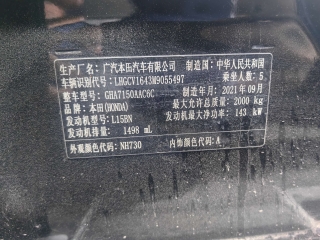 生产厂名：广汽本田汽车有限公司 制造国：中华人民共和国
车辆识别代号：LHGCV1643M9055497 乘坐人数：5
整车型号：GHA7150AAC6C 制造年月：2021年09月
品牌：本田(HONDA) 最大允许总质量：2000 kg
发动机型号：L15BN 发动机最大净功率：143 kW
发动机排量：1498 mL
外观颜色代码：NH730 内饰颜色代码：A